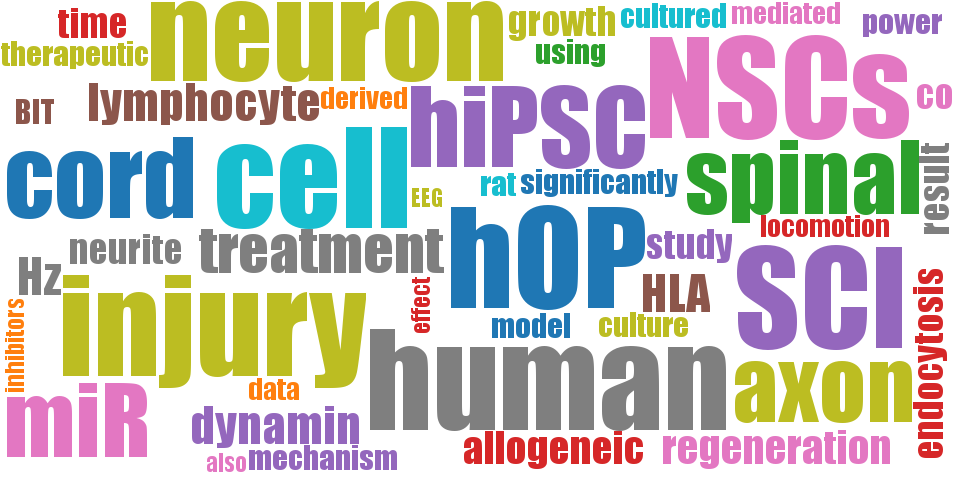 time
neuron
growth
cultured
mediated
power
therapeutic
using
BIT
lymphocyte
derived
hiPSC
NSCs
co
cord
cell
EEG
rat
significantly
spinal
result
neurite
treatment
hOP
study
locomotion
Hz
injury
effect
HLA
SCI
endocytosis
inhibitors
model
culture
human
axon
miR
data
dynamin
also
mechanism
allogeneic
regeneration